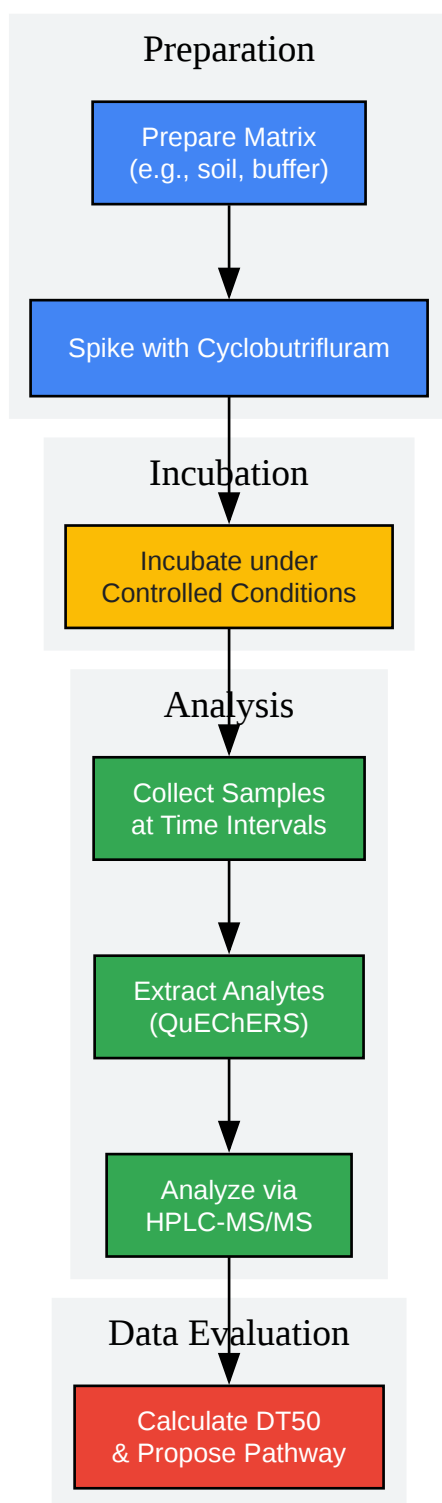 Preparation
Prepare Matrix
(e.g., soil, buffer)
Spike with Cyclobutrifluram
Incubation
Incubate under
Controlled Conditions
Analysis
Collect Samples
at Time Intervals
Extract Analytes
(QuEChERS)
Analyze via
HPLC-MS/MS
Data Evaluation
Calculate DT50
& Propose Pathway